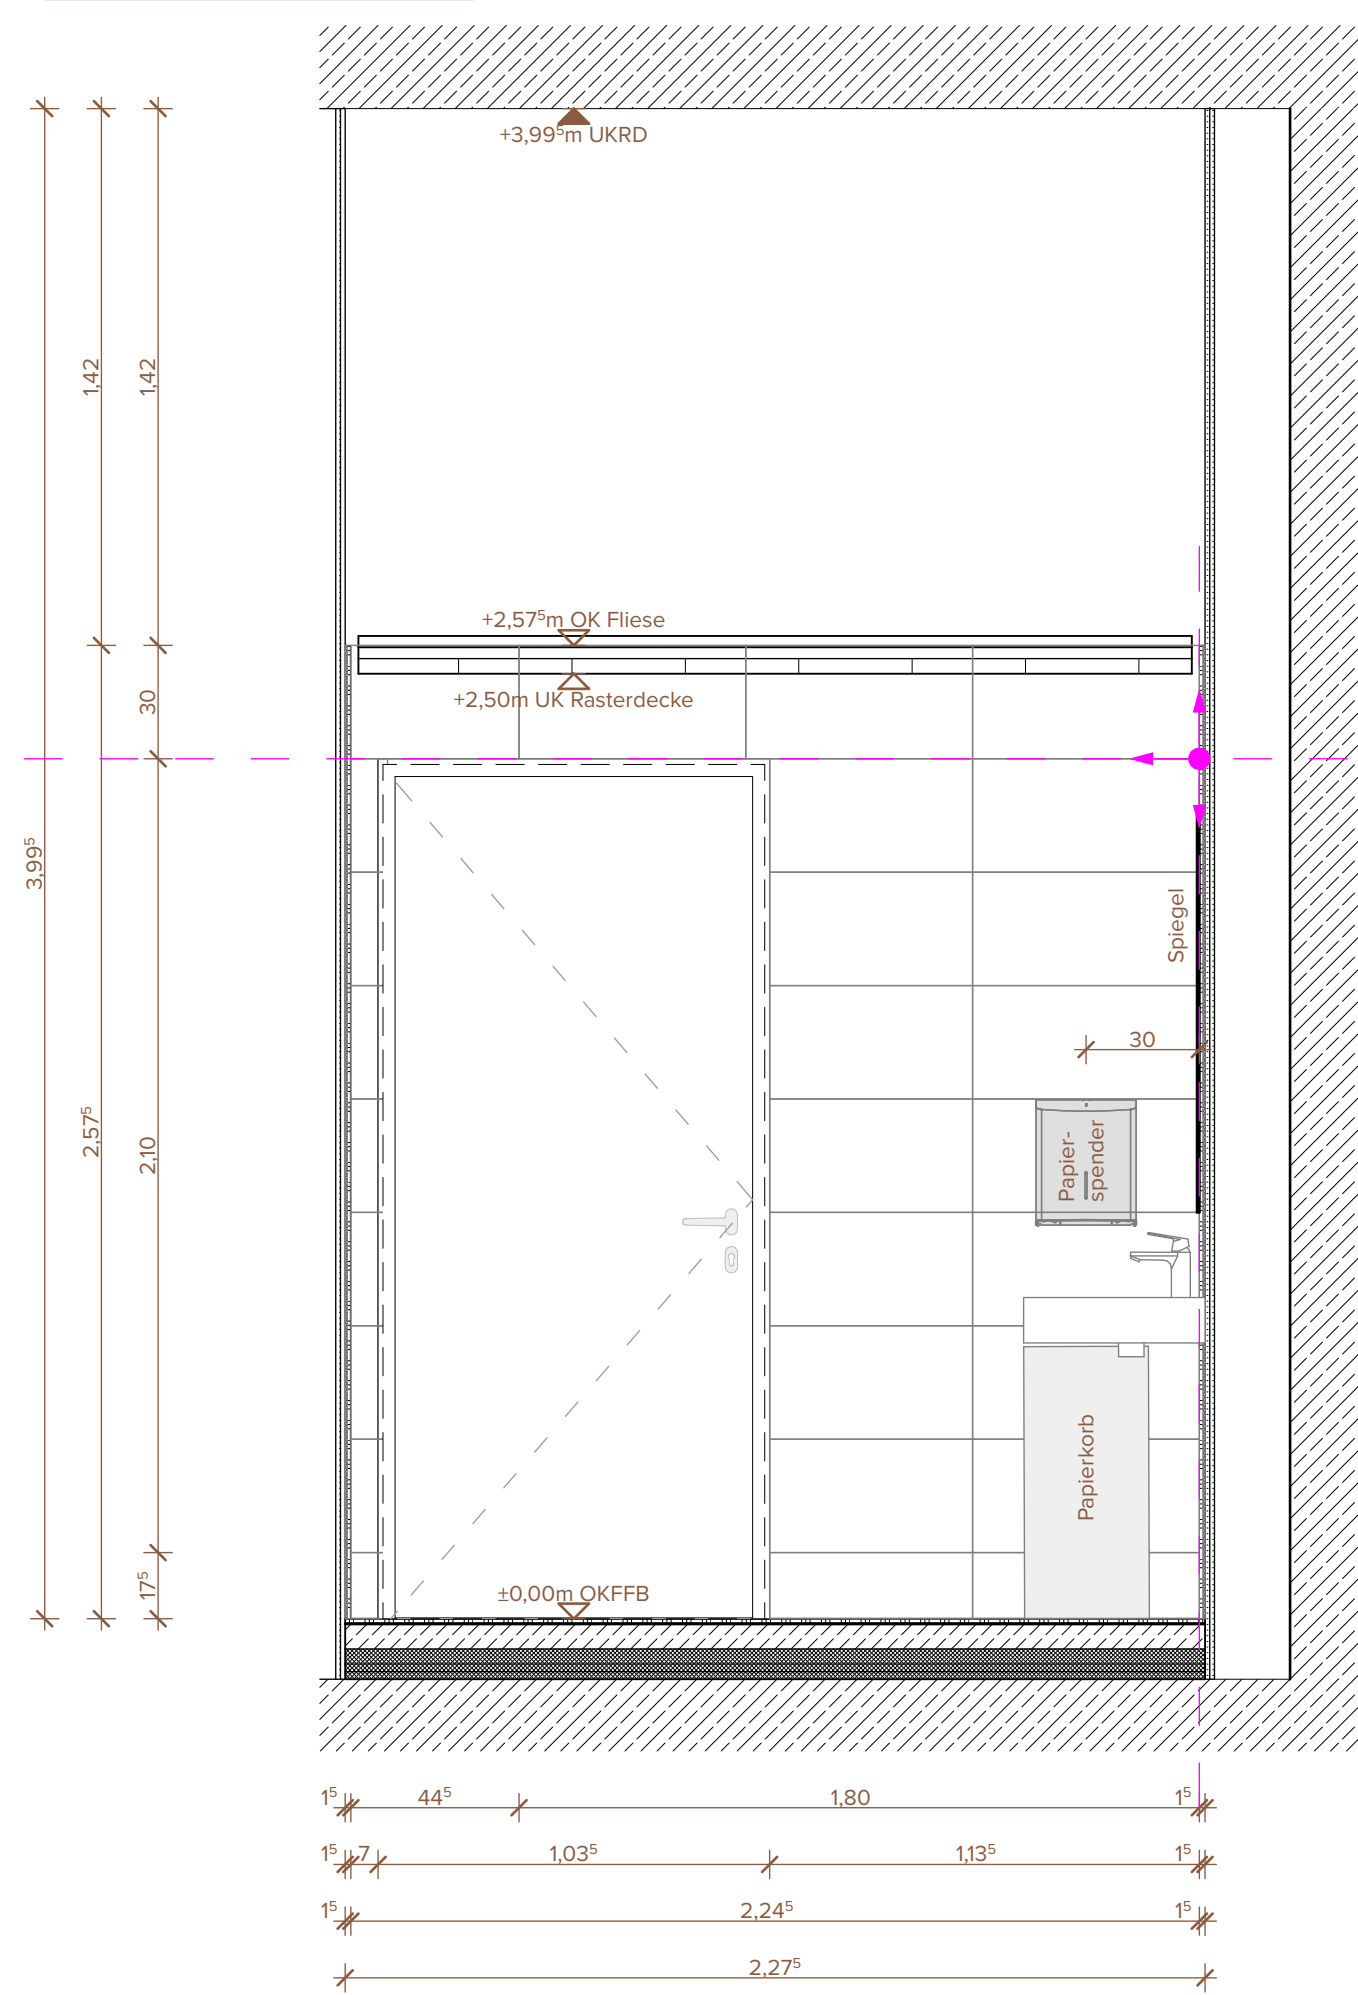 +3,99⁵m UKRD
1,42
1,42
+2,57⁵m OK Fliese
+2,50m UK Rasterdecke
30
3,99⁵
2,57⁵
2,10
Spiegel
30
Papier-
spender
Papierkorb
17⁵
±0,00m OKFFB
1⁵ 44⁵ 1,80 1⁵
1⁵ 7 1,03⁵ 1,13⁵ 1⁵
1⁵ 2,24⁵ 1⁵
2,27⁵